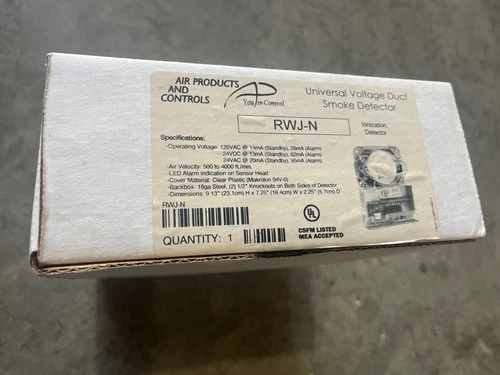 AIR PRODUCTS
AND
CONTROLS
AP
You'in Control
Universal Voltage Duct
Smoke Detector
RWJ-N
Ionization
Detector
Specifications:
-Operating Voltage: 120VAC @ 14mA (Standby), 28mA (Alarm)
24VDC @ 13mA (Standby), 62mA (Alarm)
24VAC @ 20mA (Standby), 95mA (Alarm)
-Air Velocity: 500 to 4000 ft./min.
-LED Alarm Indication on Sensor Head
-Cover Material: Clear Plastic (Makrolon 94V-0)
-Backbox: 18ga Steel, (2) 1/2" Knockouts on Both Sides of Detector
-Dimensions: 9.13" (23.1cm) H x 7.25" (18.4cm) W x 2.25" (5.7cm) D
RWJ-N
QUANTITY: 1
UL
CSFM LISTED
MEA ACCEPTED